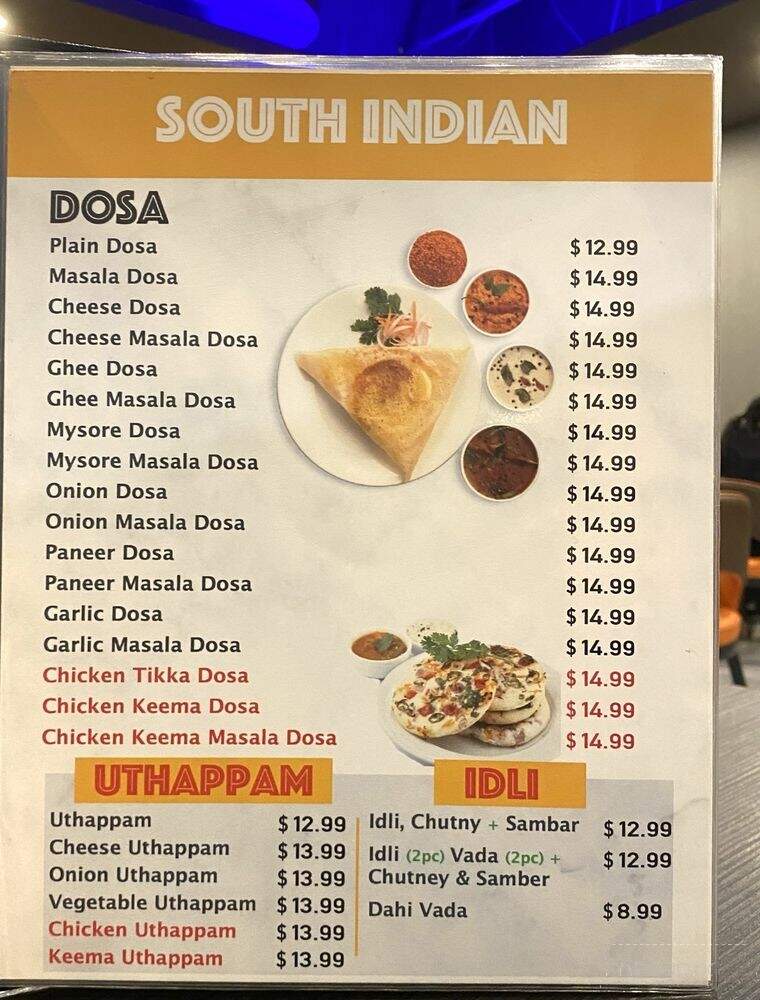 SOUTH INDIAN
DOSA
Plain Dosa $12.99
Masala Dosa $14.99
Cheese Dosa $14.99
Cheese Masala Dosa $14.99
Ghee Dosa $14.99
Ghee Masala Dosa $14.99
Mysore Dosa $14.99
Mysore Masala Dosa $14.99
Onion Dosa $14.99
Onion Masala Dosa $14.99
Paneer Dosa $14.99
Paneer Masala Dosa $14.99
Garlic Dosa $14.99
Garlic Masala Dosa $14.99
Chicken Tikka Dosa $14.99
Chicken Keema Dosa $14.99
Chicken Keema Masala Dosa $14.99
UTHAPPAM
Uthappam $12.99
Cheese Uthappam $13.99
Onion Uthappam $13.99
Vegetable Uthappam $13.99
Chicken Uthappam $13.99
Keema Uthappam $13.99
IDLI
Idli, Chutny + Sambar $12.99
Idli (2pc) Vada (2pc) + $12.99
Chutney & Samber
Dahi Vada $8.99